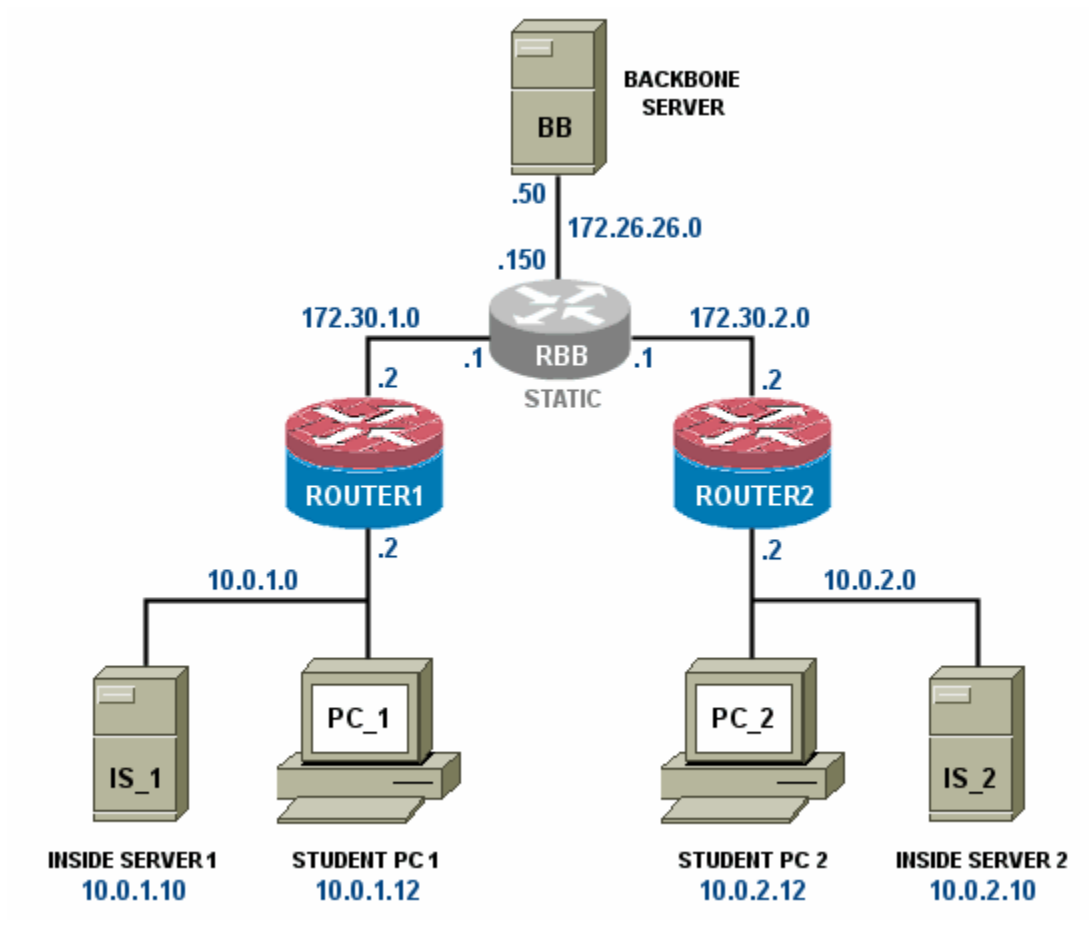 BACKBONE
SERVER
BB
.50
172.26.26.0
.150
172.30.1.0
172.30.2.0
RBB
.1
.1
.2
.2
STATIC
ROUTER1
ROUTER2
.2
.2
10.0.1.0
10.0.2.0
PC_1
PC_2
IS_1
IS_2
INSIDE SERVER 1
10.0.1.10
STUDENT PC 1
10.0.1.12
STUDENT PC 2
10.0.2.12
INSIDE SERVER 2
10.0.2.10